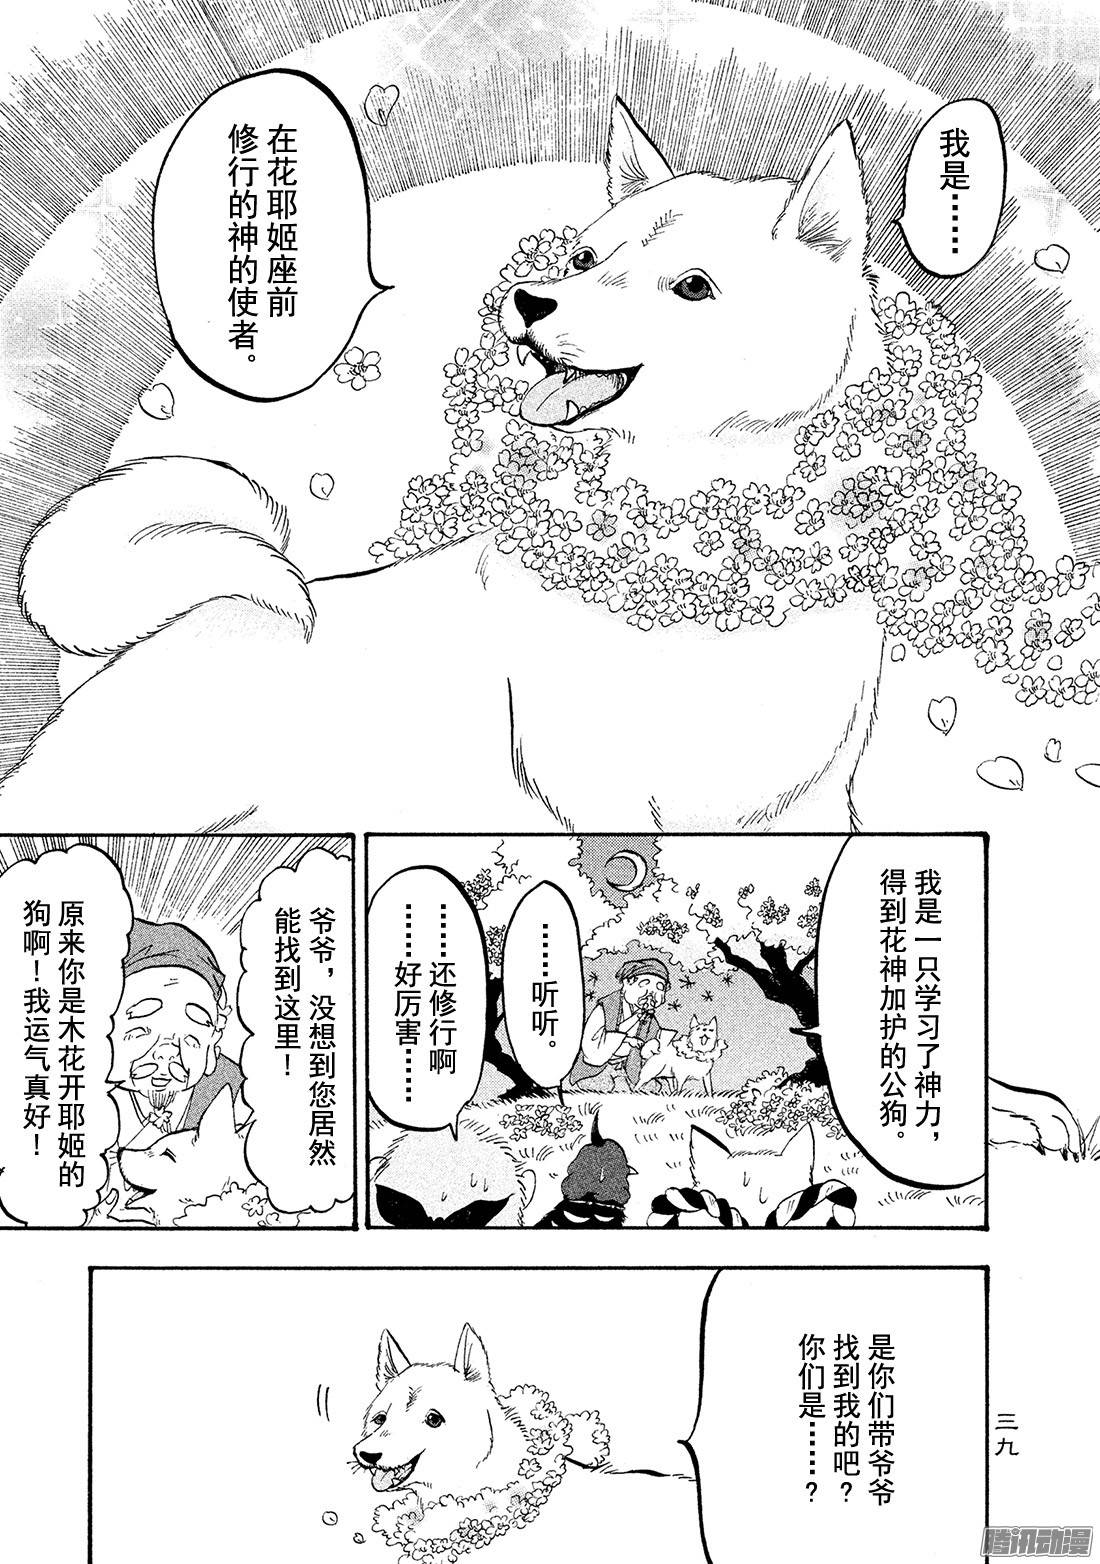 我是……
在花耶姬座前
修行的神的使者。
我是一只学习了神力，
得到花神加护的公狗。
……听听。
……还修行啊
……好厉害……
爷爷，没想到您居然
能找到这里！
原来你是木花开耶姬的
狗啊！我运气真好！
是你们带爷爷
找到我的吧？
你们是……？
三九
腾讯动漫